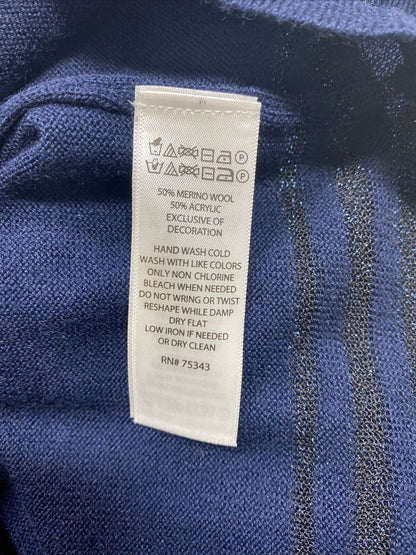 50% MERINO WOOL
50% ACRYLIC
EXCLUSIVE OF
DECORATION
HAND WASH COLD
WASH WITH LIKE COLORS
ONLY NON CHLORINE
BLEACH WHEN NEEDED
DO NOT WRING OR TWIST
RESHAPE WHILE DAMP
DRY FLAT
LOW IRON IF NEEDED
OR DRY CLEAN
RN# 75343